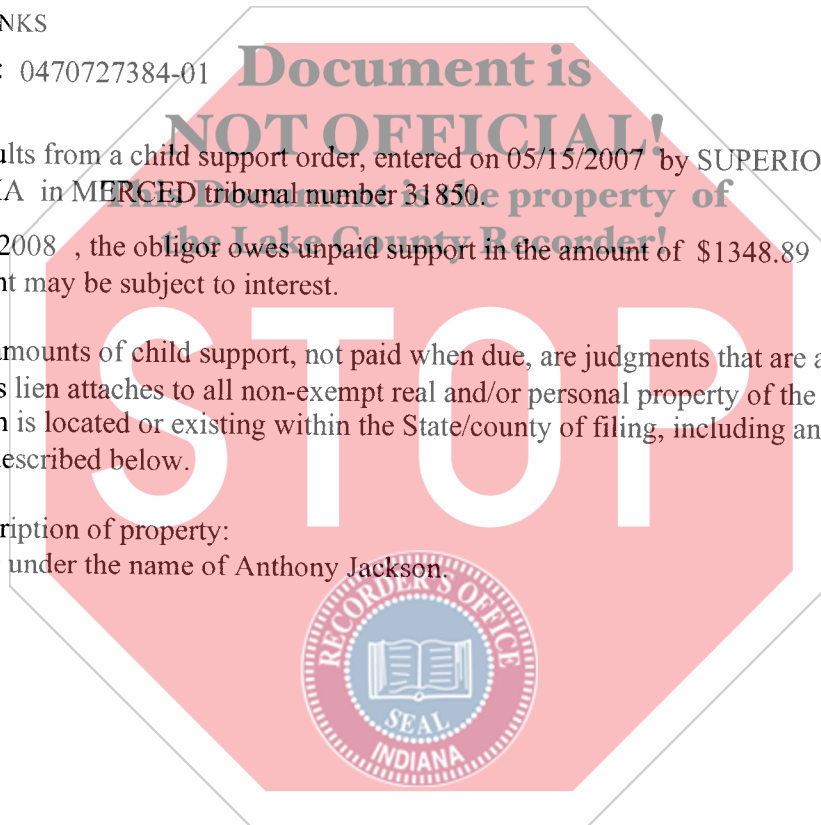 NKS
: 0470727384-01
Document is
NOT OFFICIAL!
ults from a child support order, entered on 05/15/2007 by SUPERIO
IA in MERCED tribunal number 31850.
This Document is the property of
the Lake County Recorder!
2008 , the obligor owes unpaid support in the amount of $1348.89
nt may be subject to interest.
amounts of child support, not paid when due, are judgments that are a
s lien attaches to all non-exempt real and/or personal property of the
n is located or existing within the State/county of filing, including an
escribed below.
STOP
ription of property:
under the name of Anthony Jackson.
RECORDER'S OFFICE
SEAL
INDIANA